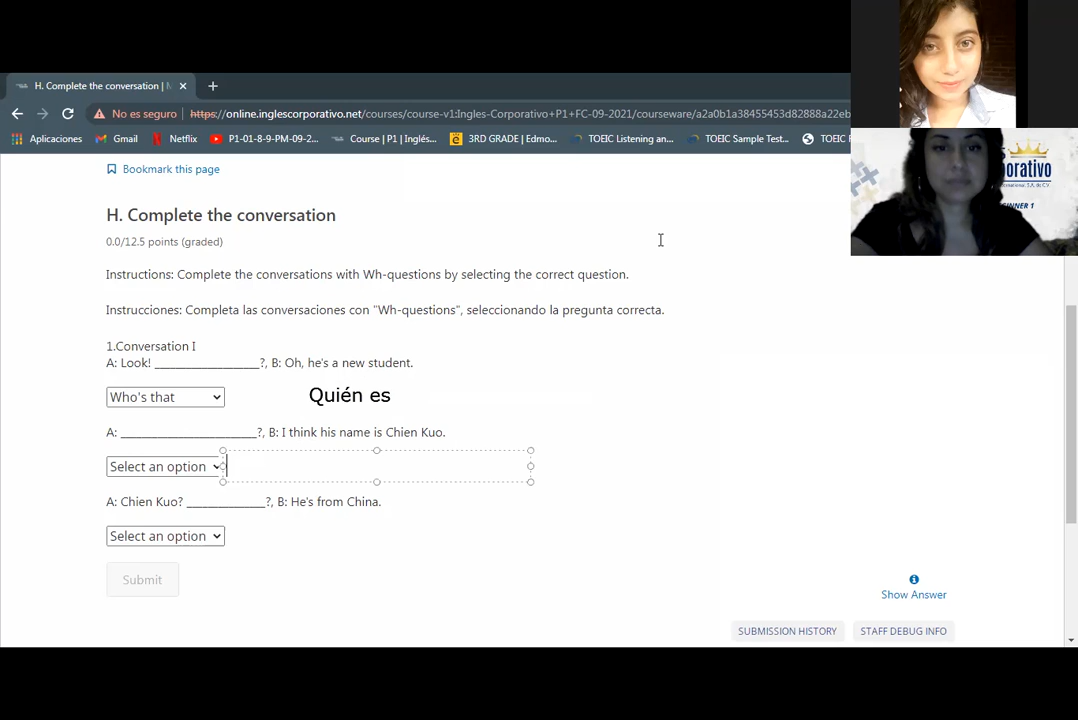 H. Complete the conversation | M
No es seguro
https://online.inglescorporativo.net/courses/course-v1:Ingles-Corporativo+P1+FC-09-2021/courseware/a2a0b1a38455453d82888a22eb
Aplicaciones
Gmail
Netflix
P1-01-8-9-PM-09-2...
Course | P1 | Inglés...
3RD GRADE | Edmo...
TOEIC Listening an...
TOEIC Sample Test...
TOEIC R
orativo
International, S.A. de C.V.
INNER 1
Bookmark this page
H. Complete the conversation
0.0/12.5 points (graded)
Instructions: Complete the conversations with Wh-questions by selecting the correct question.
Instrucciones: Completa las conversaciones con "Wh-questions", seleccionando la pregunta correcta.
1.Conversation I
A: Look! ___________________?, B: Oh, he's a new student.
Who's that
Quién es
A: _________________________?, B: I think his name is Chien Kuo.
Select an option
A: Chien Kuo? ______________?, B: He's from China.
Select an option
Submit
Show Answer
SUBMISSION HISTORY
STAFF DEBUG INFO